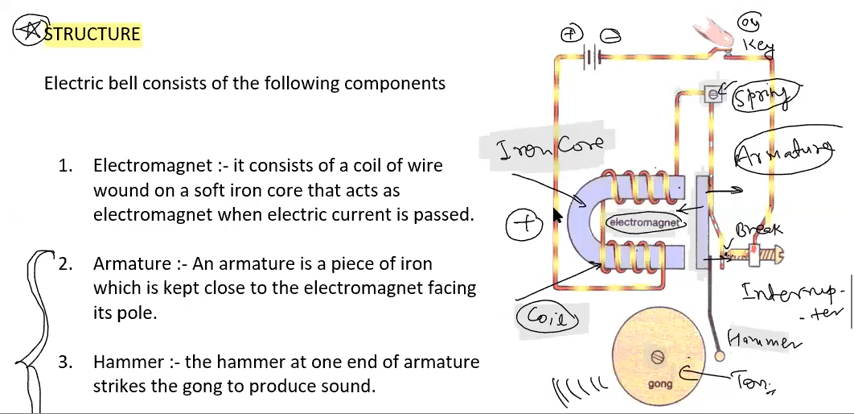 STRUCTURE
Electric bell consists of the following components
1. Electromagnet :- it consists of a coil of wire
wound on a soft iron core that acts as
electromagnet when electric current is passed.
2. Armature :- An armature is a piece of iron
which is kept close to the electromagnet facing
its pole.
3. Hammer :- the hammer at one end of armature
strikes the gong to produce sound.
+
-
Key
Spring
Iron Core
Armature
electromagnet
+
Break
Interrup-
-ter
Coil
Hammer
gong